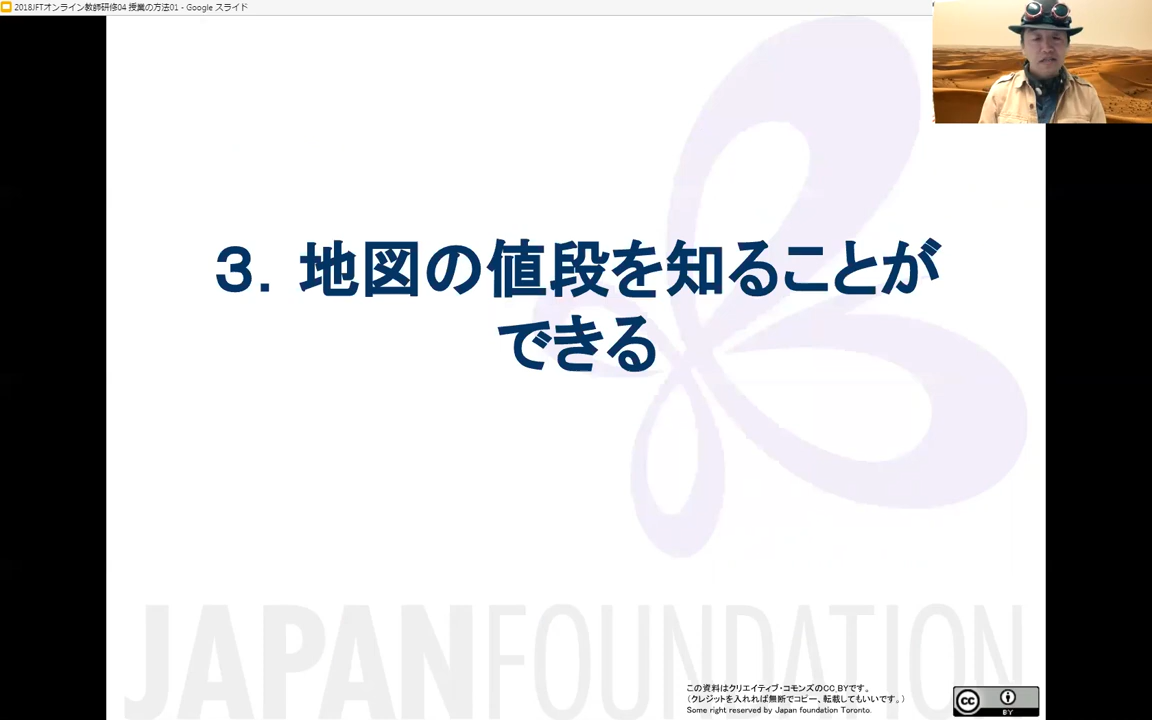 2018JFTオンライン教師研修04 授業の方法01 - Google スライド
３．地図の値段を知ることが
できる
JAPANFOUNDATION
この資料はクリエイティブ・コモンズのCC_BYです。
（クレジットを入れれば無断でコピー、転載してもいいです。）
Some right reserved by Japan foundation Toronto.
cc
BY